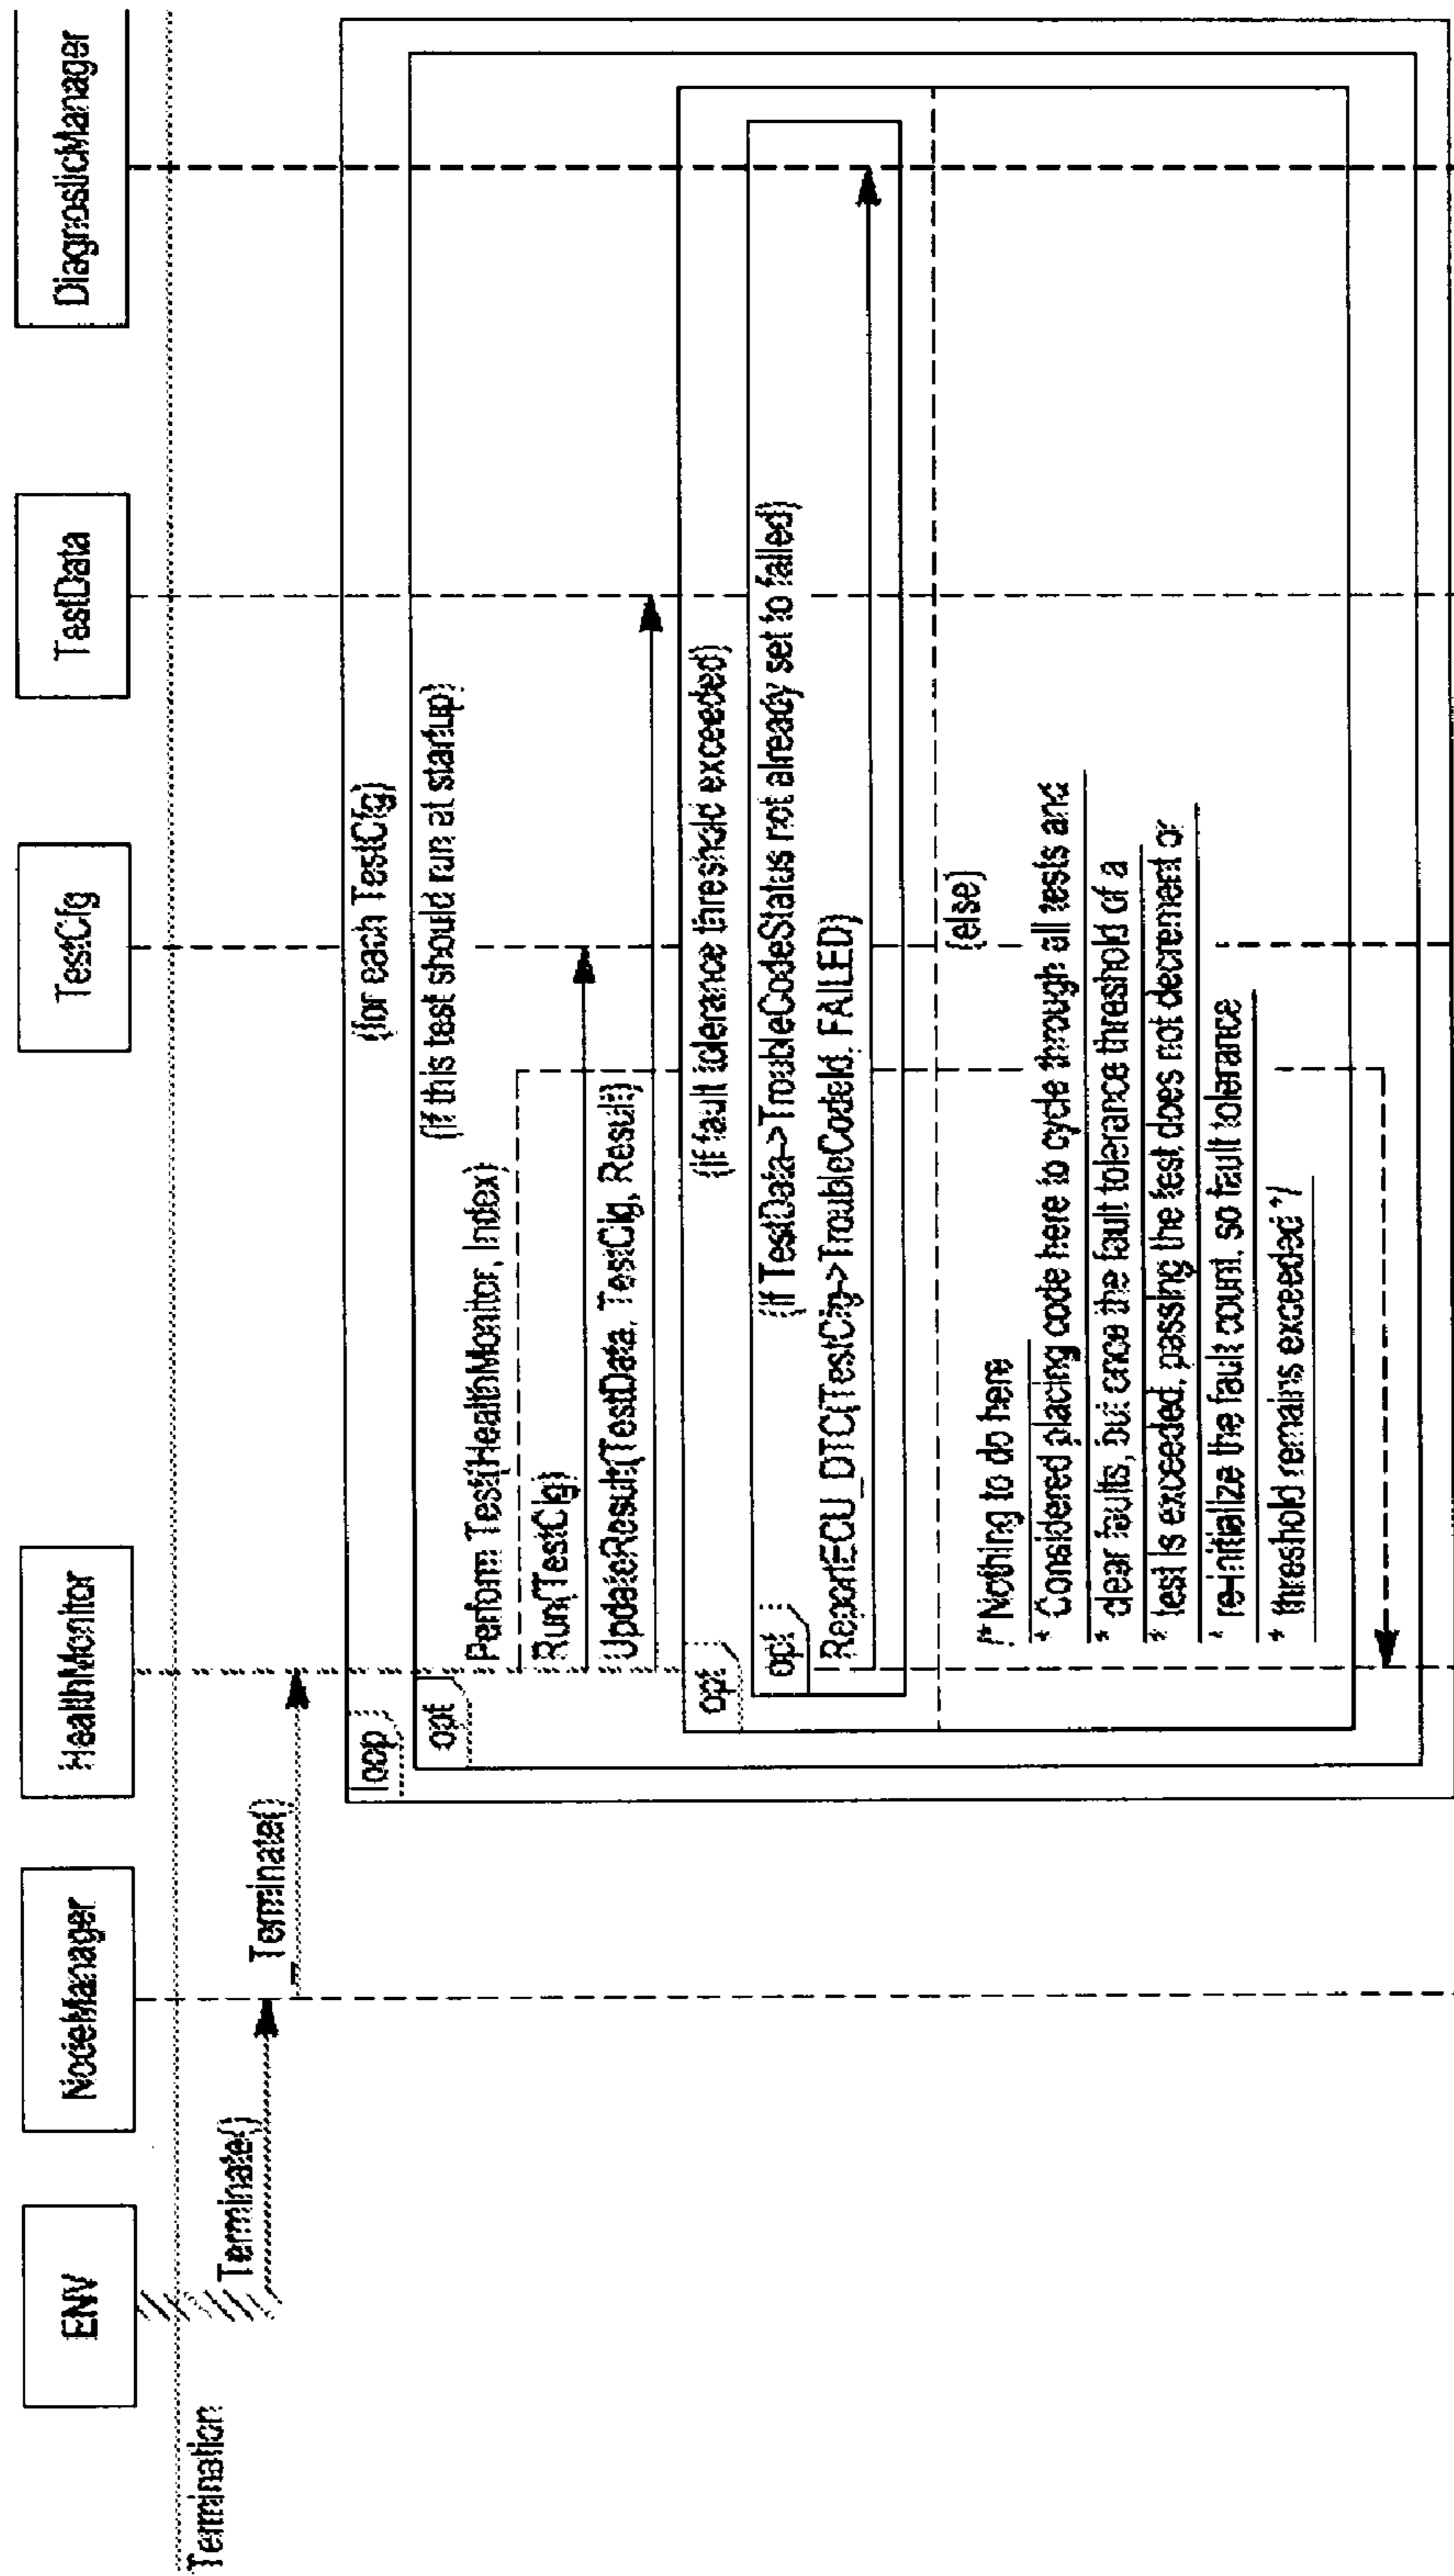 ENV
NodeManager
HealthMonitor
TestCfg
TestData
DiagnosticManager
Termination
Terminate()
_Terminate()
loop
(for each TestCfg)
opt
(If this test should run at startup)
Perform Test(HealthMonitor, Index)
Run(TestCfg)
UpdateResult(TestData, TestCfg, Result)
opt
(if fault tolerance threshold exceeded)
opt
(if TestData->TroubleCodeStatus not already set to failed)
ReportECU_DTC(TestCfg->TroubleCodeId, FAILED)
(else)
/* Nothing to do here
* Considered placing code here to cycle through all tests and
* clear faults, but once the fault tolerance threshold of a
* test is exceeded, passing the test does not decrement or
* re-initialize the fault count, so fault tolerance
* threshold remains exceeded */